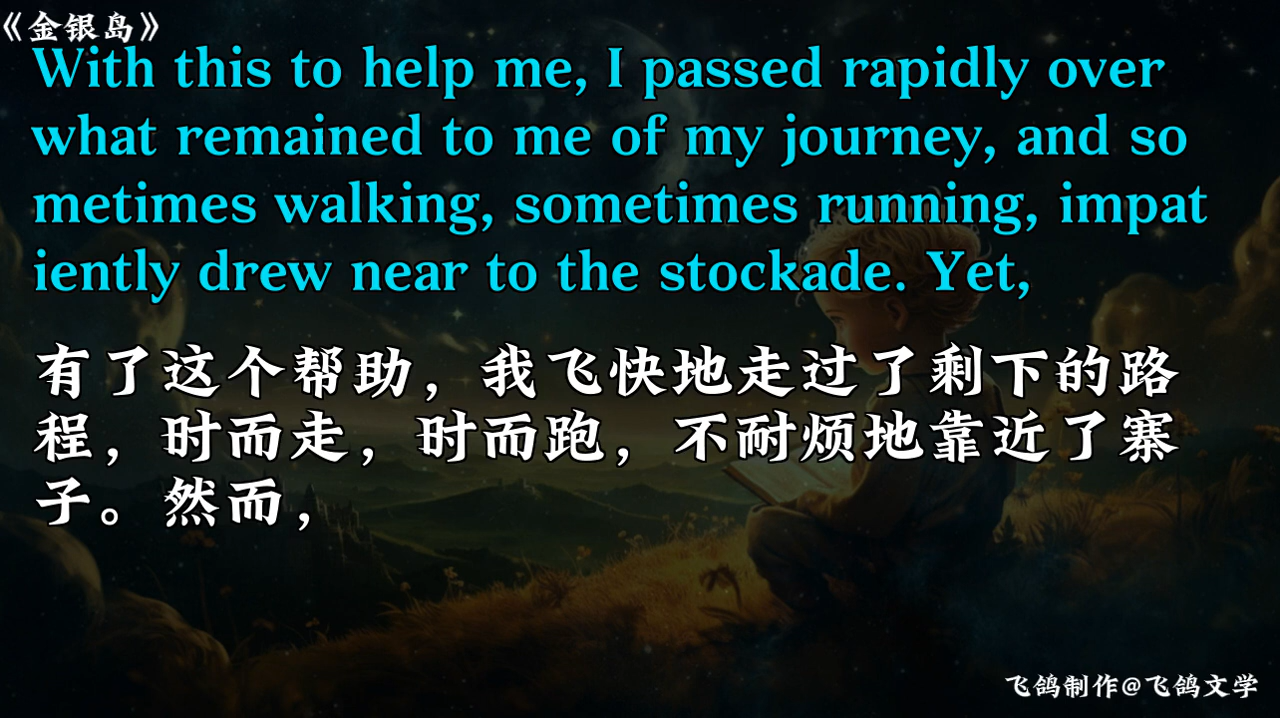 《金银岛》
With this to help me, I passed rapidly over
what remained to me of my journey, and so
metimes walking, sometimes running, impat
iently drew near to the stockade. Yet,
有了这个帮助，我飞快地走过了剩下的路
程，时而走，时而跑，不耐烦地靠近了寨
子。然而，
飞鸽制作@飞鸽文学